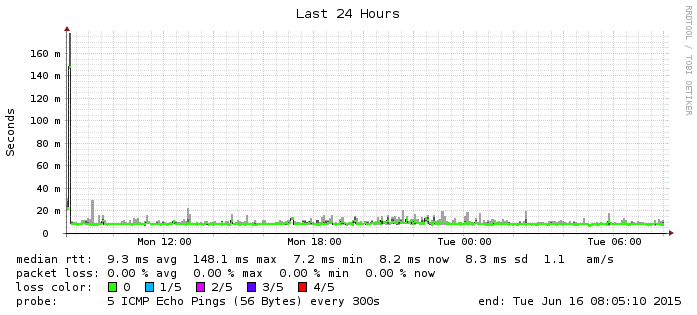 Last 24 Hours
RRDTOOL / TOBI OETIKER
Seconds
160 m
140 m
120 m
100 m
80 m
60 m
40 m
20 m
0
Mon 12:00 Mon 18:00 Tue 00:00 Tue 06:00
median rtt: 9.3 ms avg 148.1 ms max 7.2 ms min 8.2 ms now 8.3 ms sd 1.1 am/s
packet loss: 0.00 % avg 0.00 % max 0.00 % min 0.00 % now
loss color: 0 1/5 2/5 3/5 4/5
probe: 5 ICMP Echo Pings (56 Bytes) every 300s end: Tue Jun 16 08:05:10 2015